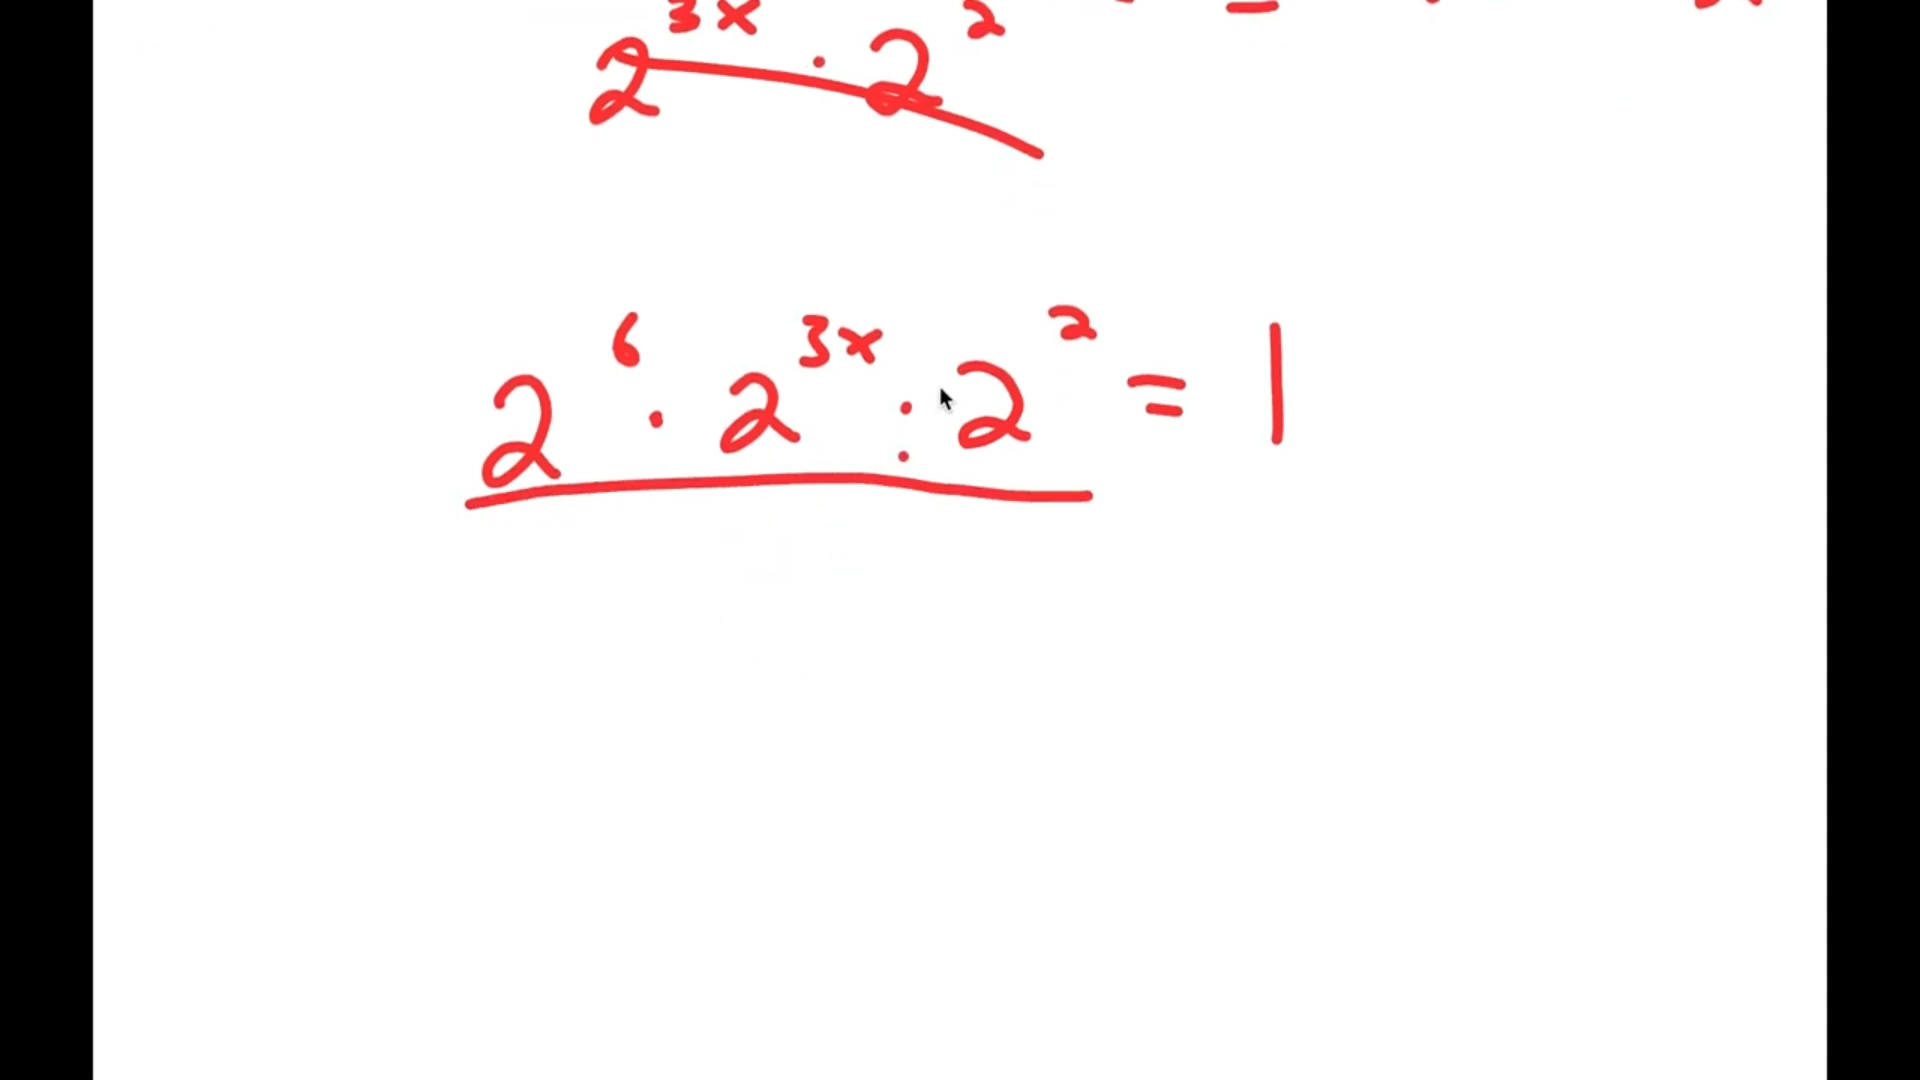 2^{3x} · 2^2 =
2^6 · 2^{3x} : 2^2 = 1